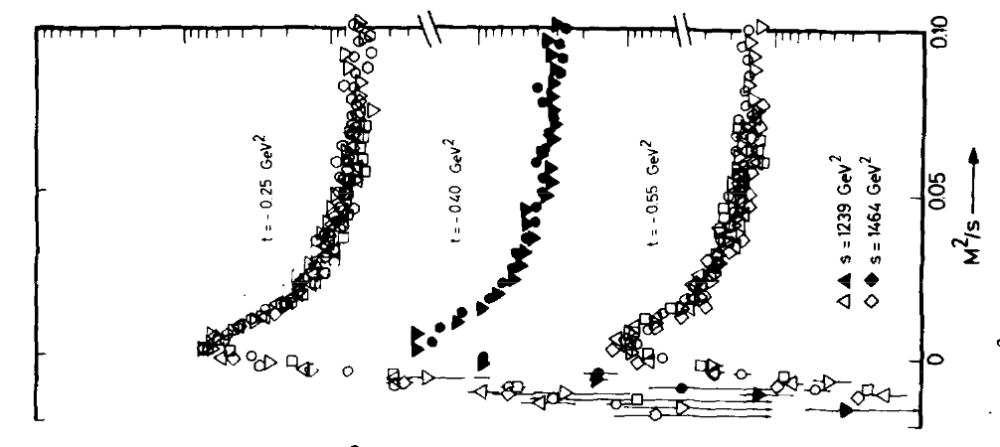 t = -0.25 GeV²
t = -0.40 GeV²
t = -0.55 GeV²
s = 1239 GeV²
s = 1464 GeV²
0.10
0.05
0
M²/s